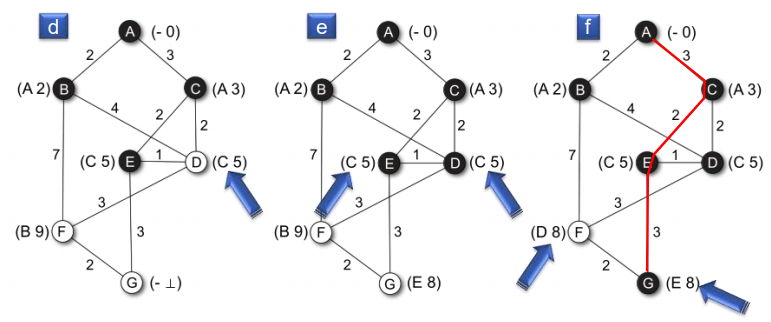 d
A (- 0)
2 3
(A 2) B C (A 3)
4 2 2
7
(C 5) E 1 D (C 5)
3
(B 9) F 3
2
G (- ⊥)
e
A (- 0)
2 3
(A 2) B C (A 3)
4 2 2
7
(C 5) E 1 D (C 5)
3
(B 9) F 3
2
G (E 8)
f
A (- 0)
2 3
(A 2) B C (A 3)
4 2 2
7
(C 5) E 1 D (C 5)
3
(D 8) F 3
2
G (E 8)